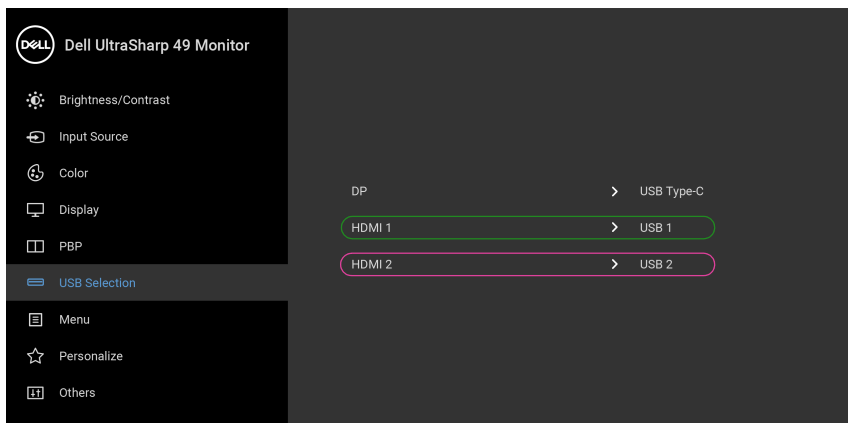 DELL
Dell UltraSharp 49 Monitor
Brightness/Contrast
Input Source
Color
Display
PBP
USB Selection
Menu
Personalize
Others
DP > USB Type-C
HDMI 1 > USB 1
HDMI 2 > USB 2